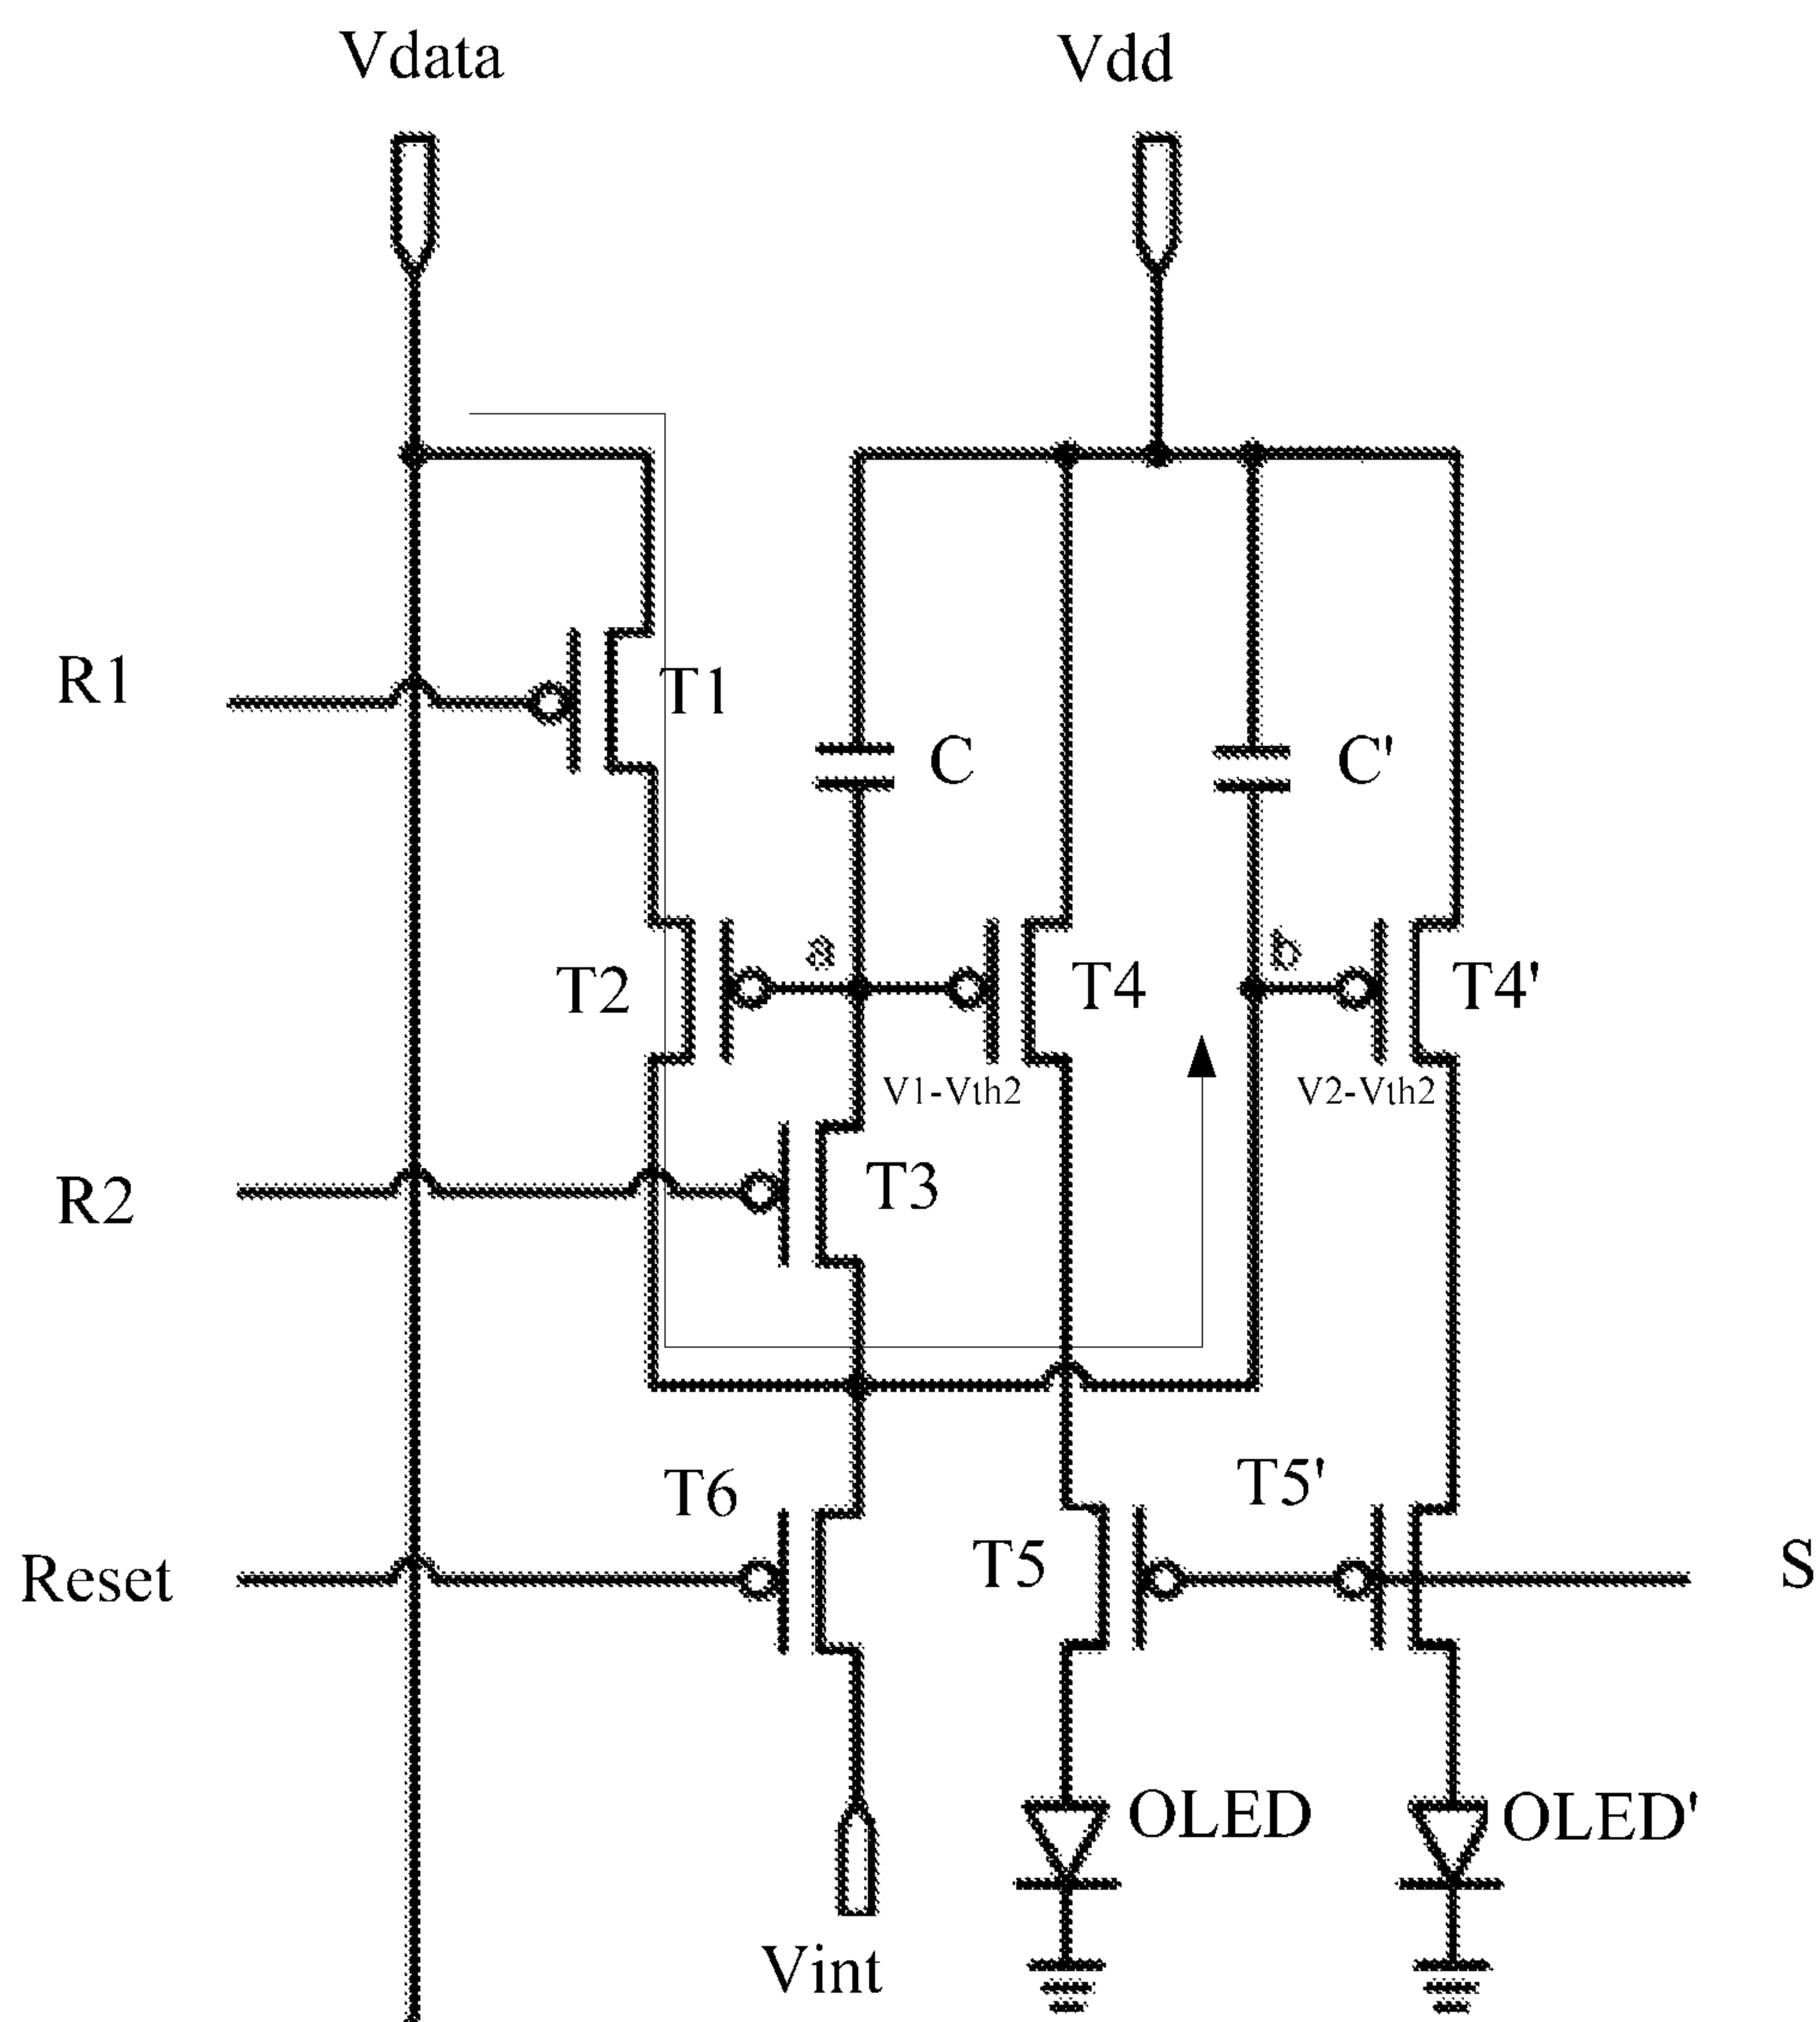 Vdata
Vdd
R1
T1
C
C'
a
b
T2
T4
T4'
V1-Vth2
V2-Vth2
R2
T3
T6
T5'
Reset
T5
S
OLED
OLED'
Vint